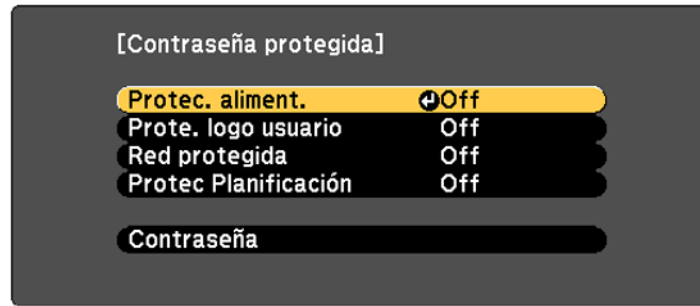 [Contraseña protegida]
Protec. aliment. Off
Prote. logo usuario Off
Red protegida Off
Protec Planificación Off
Contraseña